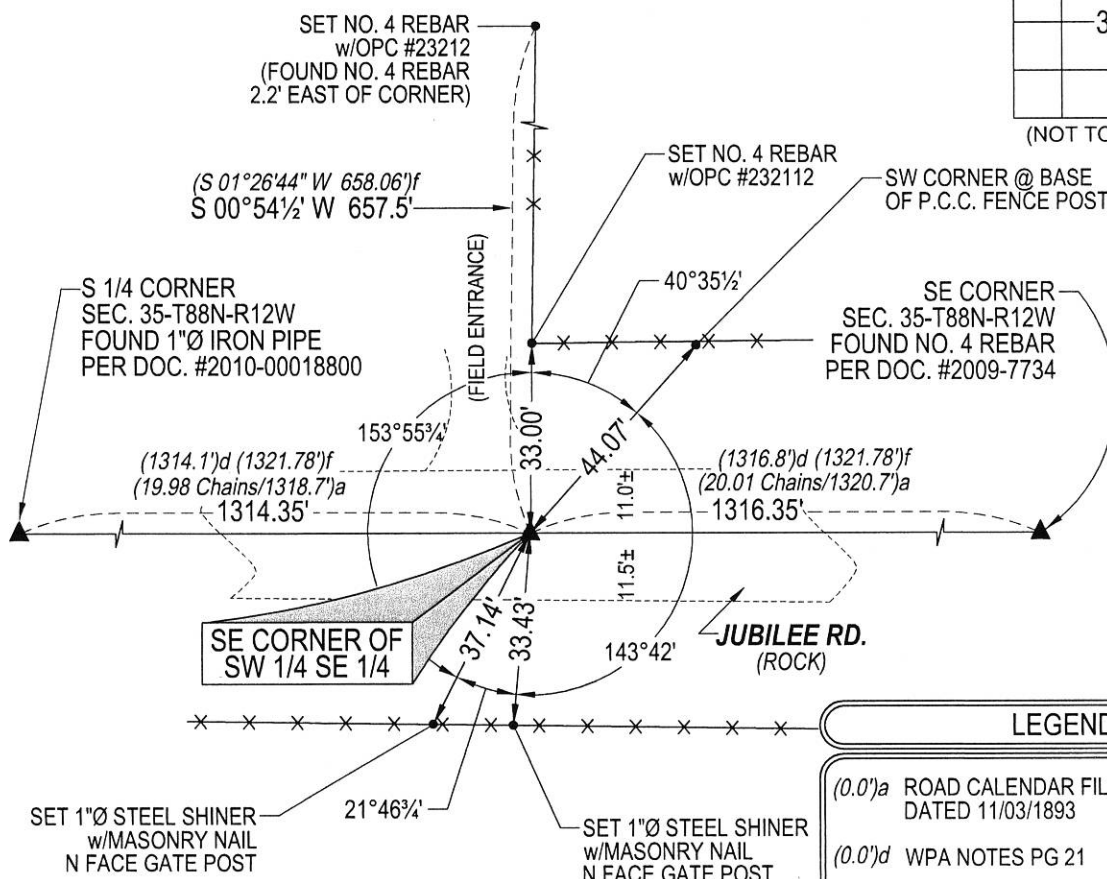 SET NO. 4 REBAR
w/OPC #23212
(FOUND NO. 4 REBAR
2.2' EAST OF CORNER)
3
(NOT TO
(S 01°26'44" W 658.06')f
S 00°54½' W 657.5'
SET NO. 4 REBAR
w/OPC #232112
SW CORNER @ BASE
OF P.C.C. FENCE POST
(FIELD ENTRANCE)
40°35½'
S 1/4 CORNER
SEC. 35-T88N-R12W
FOUND 1"Ø IRON PIPE
PER DOC. #2010-00018800
SE CORNER
SEC. 35-T88N-R12W
FOUND NO. 4 REBAR
PER DOC. #2009-7734
153°55¾'
33.00'
44.07'
(1314.1')d (1321.78')f
(19.98 Chains/1318.7')a
1314.35'
11.0'±
(1316.8')d (1321.78')f
(20.01 Chains/1320.7')a
1316.35'
11.5'±
SE CORNER OF
SW 1/4 SE 1/4
37.14'
33.43'
143°42'
JUBILEE RD.
(ROCK)
21°46¾'
SET 1"Ø STEEL SHINER
w/MASONRY NAIL
N FACE GATE POST
SET 1"Ø STEEL SHINER
w/MASONRY NAIL
N FACE GATE POST
LEGEND
(0.0')a ROAD CALENDAR FIL
DATED 11/03/1893
(0.0')d WPA NOTES PG 21